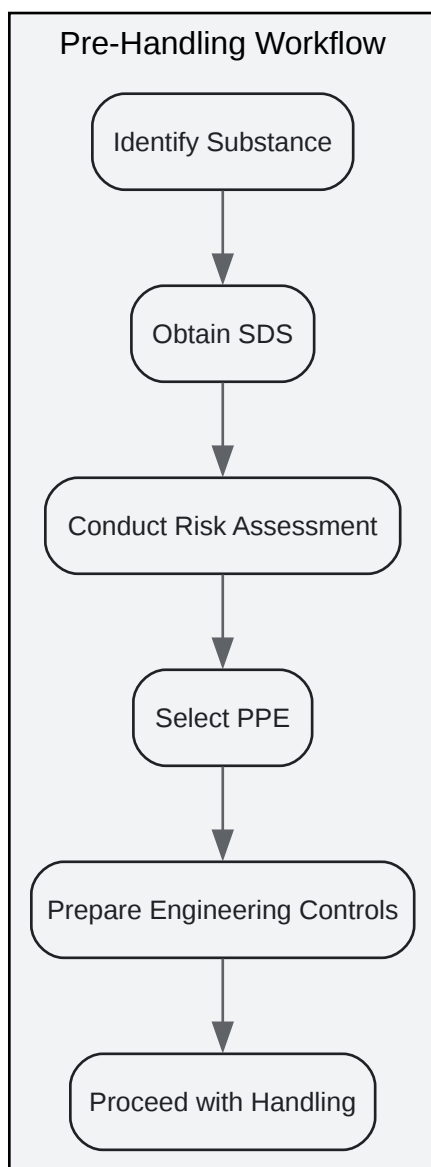 Pre-Handling Workflow
Identify Substance
Obtain SDS
Conduct Risk Assessment
Select PPE
Prepare Engineering Controls
Proceed with Handling